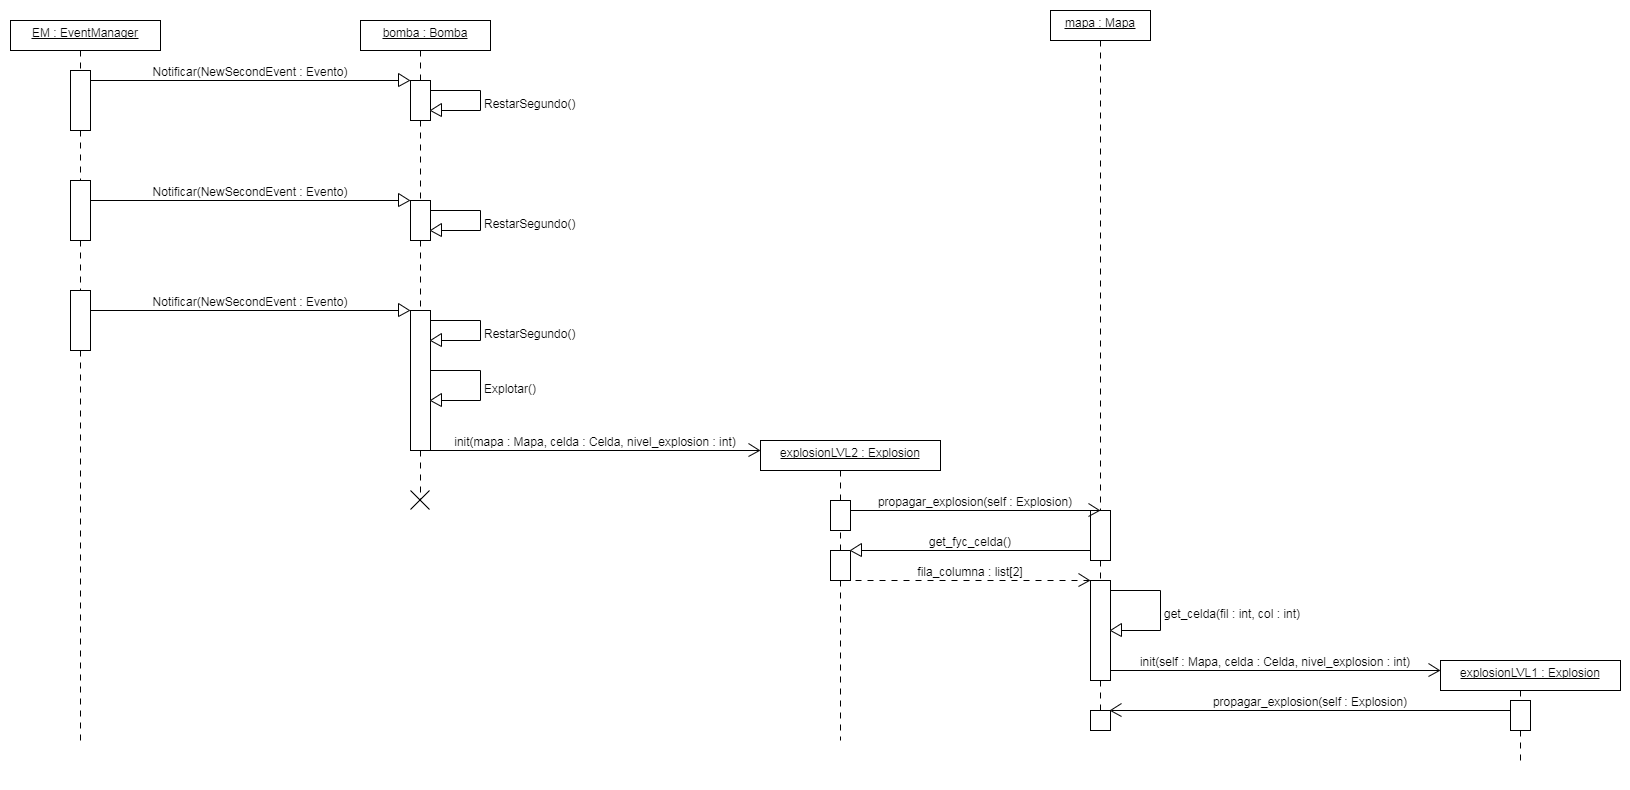 mapa : Mapa
EM : EventManager
bomba : Bomba
Notificar(NewSecondEvent : Evento)
RestarSegundo()
Notificar(NewSecondEvent : Evento)
RestarSegundo()
Notificar(NewSecondEvent : Evento)
RestarSegundo()
Explotar()
init(mapa : Mapa, celda : Celda, nivel_explosion : int)
explosionLVL2 : Explosion
propagar_explosion(self : Explosion)
get_fyc_celda()
fila_columna : list[2]
get_celda(fil : int, col : int)
init(self : Mapa, celda : Celda, nivel_explosion : int)
explosionLVL1 : Explosion
propagar_explosion(self : Explosion)